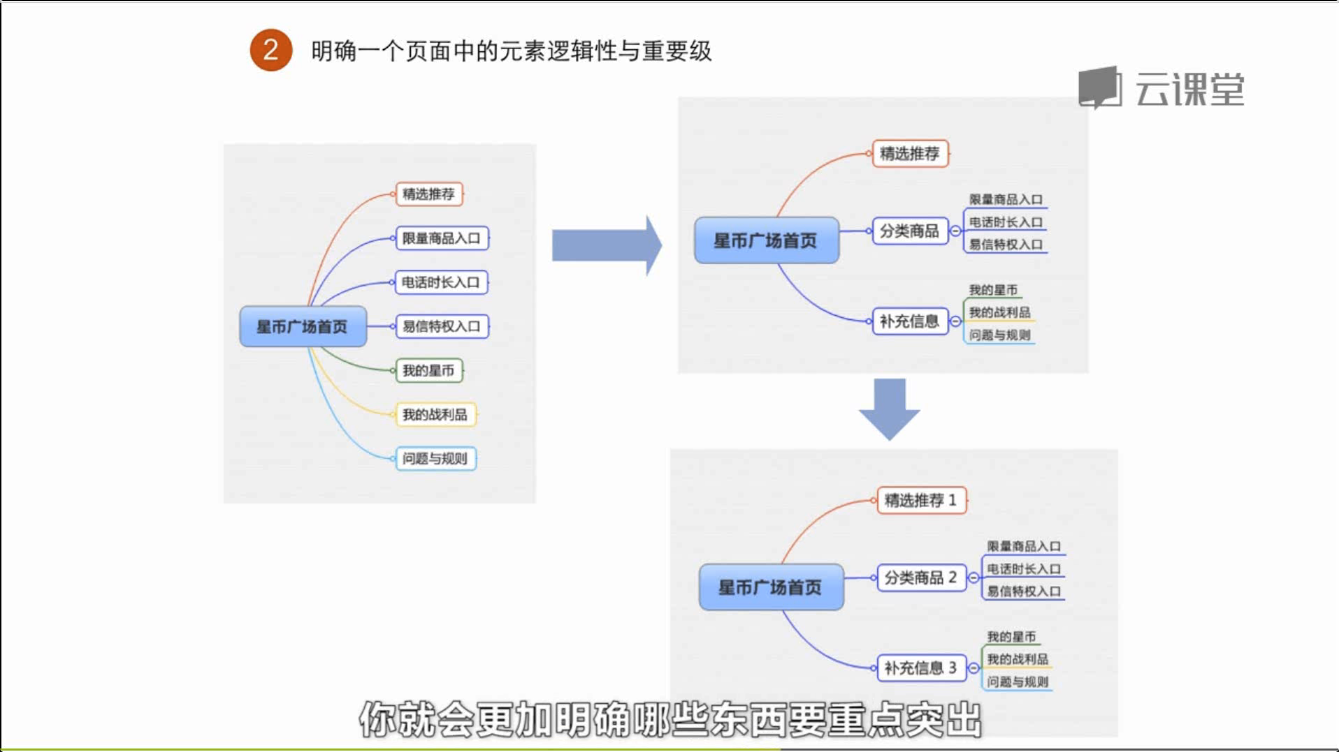 2 明确一个页面中的元素逻辑性与重要级
云课堂
精选推荐
限量商品入口
电话时长入口
星币广场首页
易信特权入口
我的星币
我的战利品
问题与规则
精选推荐
星币广场首页
分类商品
限量商品入口
电话时长入口
易信特权入口
补充信息
我的星币
我的战利品
问题与规则
精选推荐 1
星币广场首页
分类商品 2
限量商品入口
电话时长入口
易信特权入口
补充信息 3
我的星币
我的战利品
问题与规则
你就会更加明确哪些东西要重点突出